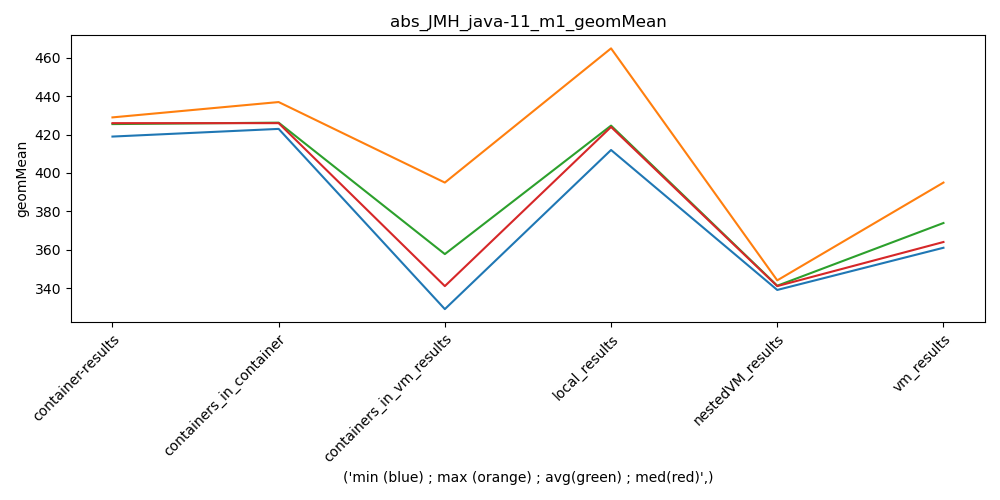 abs_JMH_java-11_m1_geomMean
geomMean
460
440
420
400
380
360
340
container-results
containers_in_container
containers_in_vm_results
local_results
nestedVM_results
vm_results
('min (blue) ; max (orange) ; avg(green) ; med(red)',)